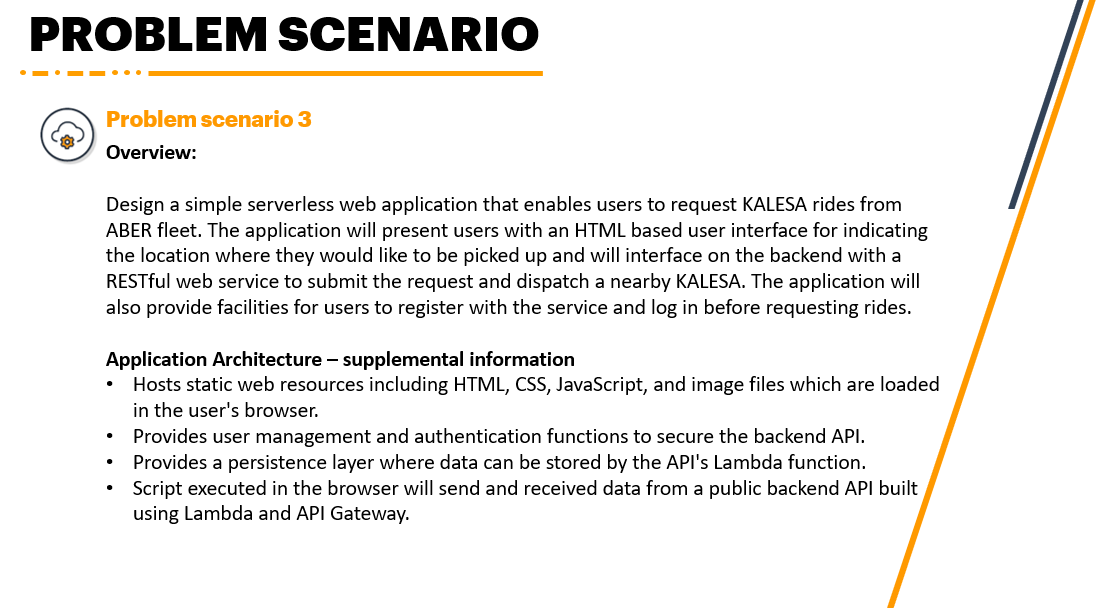 PROBLEM SCENARIO
Problem scenario 3
Overview:
Design a simple serverless web application that enables users to request KALESA rides from
ABER fleet. The application will present users with an HTML based user interface for indicating
the location where they would like to be picked up and will interface on the backend with a
RESTful web service to submit the request and dispatch a nearby KALESA. The application will
also provide facilities for users to register with the service and log in before requesting rides.
Application Architecture – supplemental information
• Hosts static web resources including HTML, CSS, JavaScript, and image files which are loaded
in the user's browser.
• Provides user management and authentication functions to secure the backend API.
• Provides a persistence layer where data can be stored by the API's Lambda function.
• Script executed in the browser will send and received data from a public backend API built
using Lambda and API Gateway.